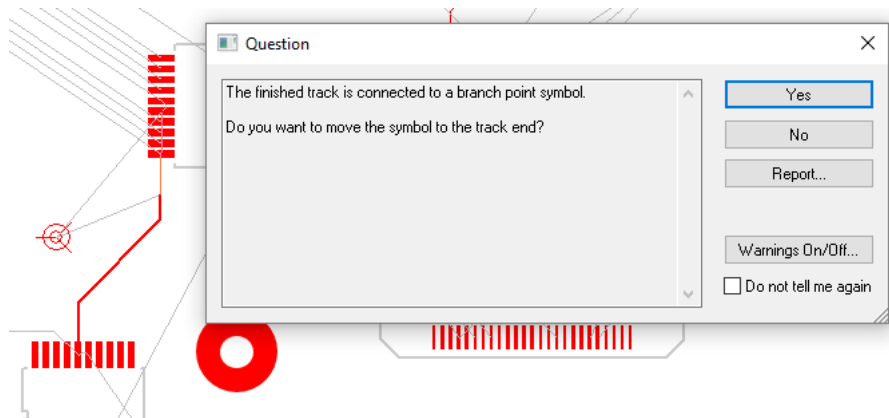 Question
The finished track is connected to a branch point symbol.
Do you want to move the symbol to the track end?
Yes
No
Report...
Warnings On/Off...
Do not tell me again